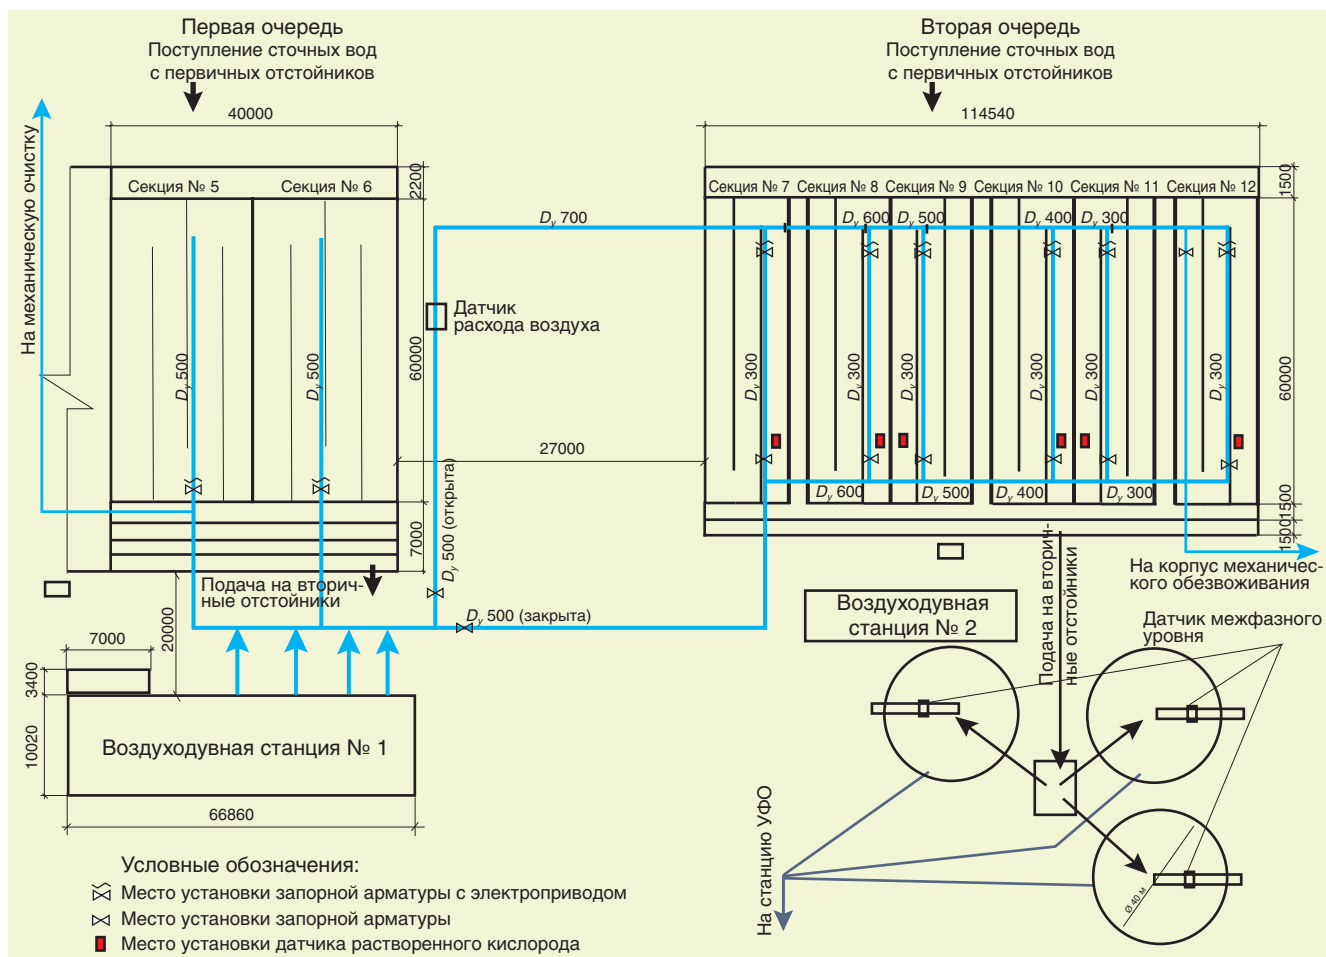 Первая очередь
Поступление сточных вод
с первичных отстойников
Вторая очередь
Поступление сточных вод
с первичных отстойников
40000
114540
На механическую очистку
Секция № 5
Секция № 6
2200
Секция № 7
Секция № 8
Секция № 9
Секция № 10
Секция № 11
Секция № 12
1500
Dу 700
Dу 600
Dу 500
Dу 400
Dу 300
Датчик
расхода воздуха
Dу 500
Dу 500
60000
Dу 300
Dу 300
Dу 300
Dу 300
Dу 300
Dу 300
60000
27000
Dу 600
Dу 500
Dу 400
Dу 300
1500
1500
7000
Dу 500 (открыта)
Подача на вторич-
ные отстойники
20000
Dу 500 (закрыта)
Подача на вторич-
ные отстойники
На корпус механичес-
кого обезвоживания
Воздуходувная
станция № 2
Датчик межфазного
уровня
7000
3400
10020
Воздуходувная станция № 1
66860
На станцию УФО
Ø 40 м
Условные обозначения:
Место установки запорной арматуры с электроприводом
Место установки запорной арматуры
Место установки датчика растворенного кислорода